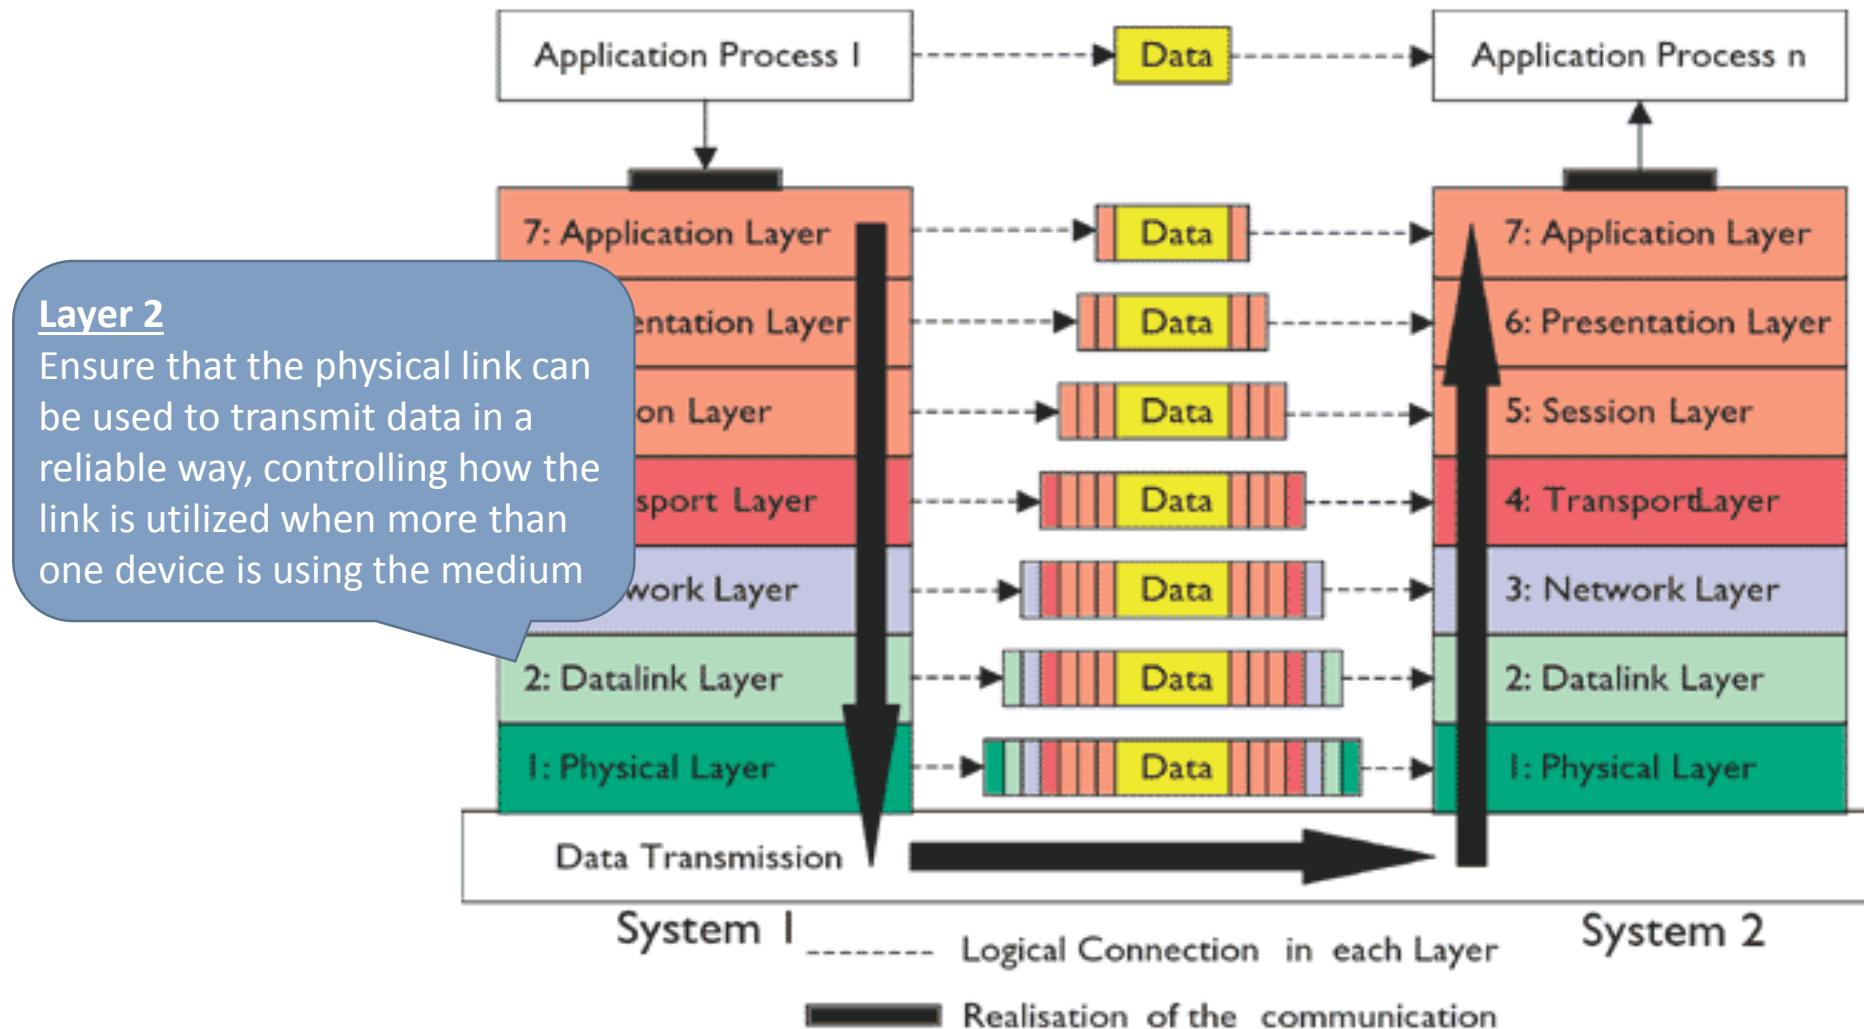 Application Process 1
Data
Application Process n
7: Application Layer
Data
7: Application Layer
Layer 2
Ensure that the physical link can
be used to transmit data in a
reliable way, controlling how the
link is utilized when more than
one device is using the medium
entation Layer
Data
6: Presentation Layer
on Layer
Data
5: Session Layer
sport Layer
Data
4: Transport Layer
work Layer
Data
3: Network Layer
2: Datalink Layer
Data
2: Datalink Layer
1: Physical Layer
Data
1: Physical Layer
Data Transmission
System 1
System 2
Logical Connection in each Layer
Realisation of the communication